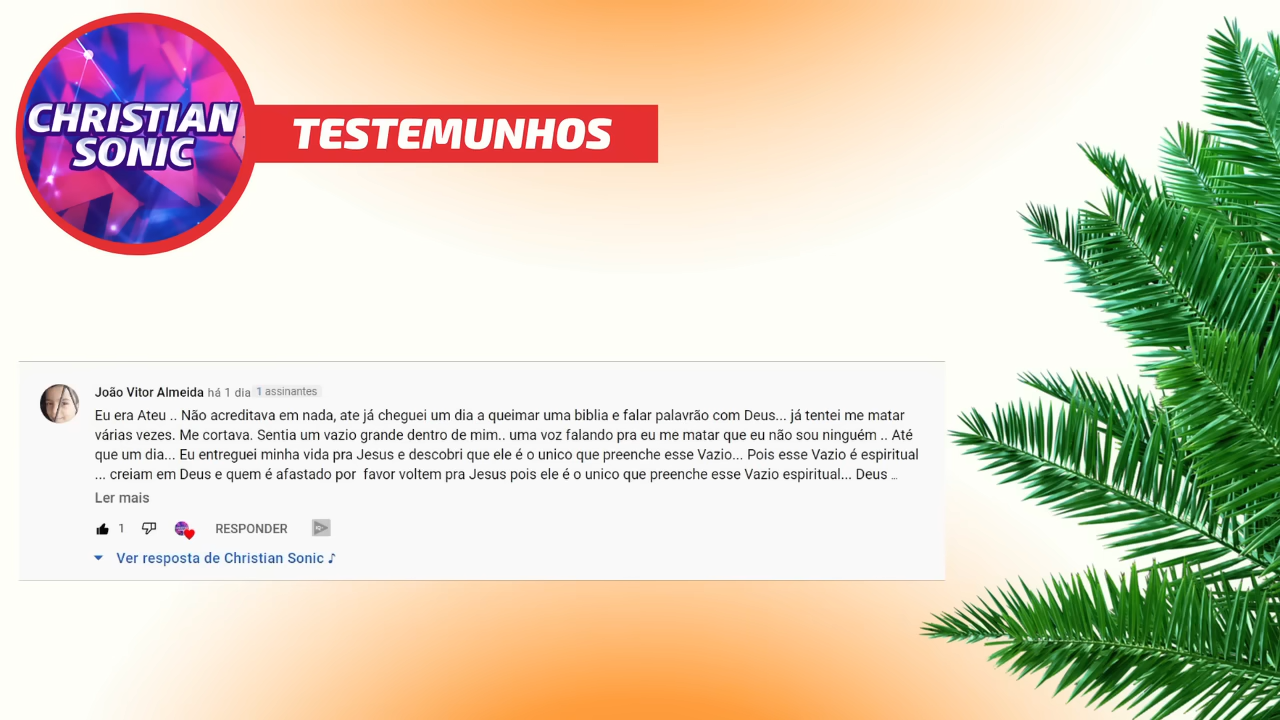 CHRISTIAN
SONIC
TESTEMUNHOS
João Vitor Almeida há 1 dia 1 assinantes
Eu era Ateu .. Não acreditava em nada, ate já cheguei um dia a queimar uma biblia e falar palavrão com Deus... já tentei me matar
várias vezes. Me cortava. Sentia um vazio grande dentro de mim.. uma voz falando pra eu me matar que eu não sou ninguém .. Até
que um dia... Eu entreguei minha vida pra Jesus e descobri que ele é o unico que preenche esse Vazio... Pois esse Vazio é espiritual
... creiam em Deus e quem é afastado por favor voltem pra Jesus pois ele é o unico que preenche esse Vazio espiritual... Deus ...
Ler mais
1 RESPONDER
Ver resposta de Christian Sonic ♪